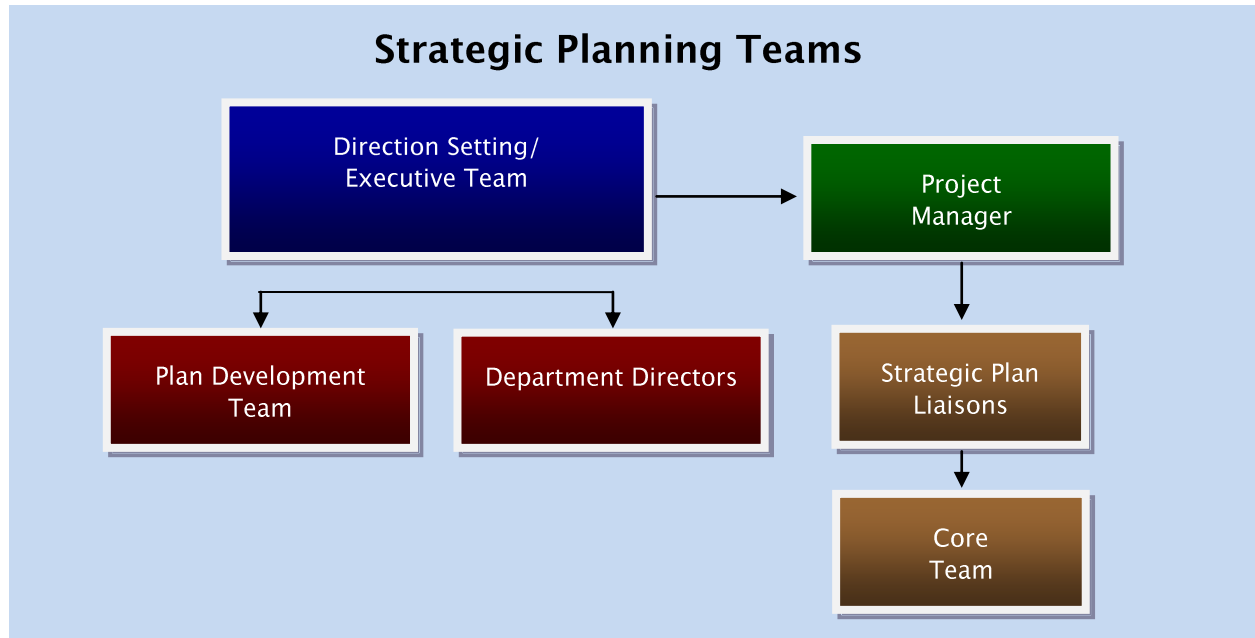 Strategic Planning Teams
Direction Setting/
Executive Team
Project
Manager
Plan Development
Team
Department Directors
Strategic Plan
Liaisons
Core
Team